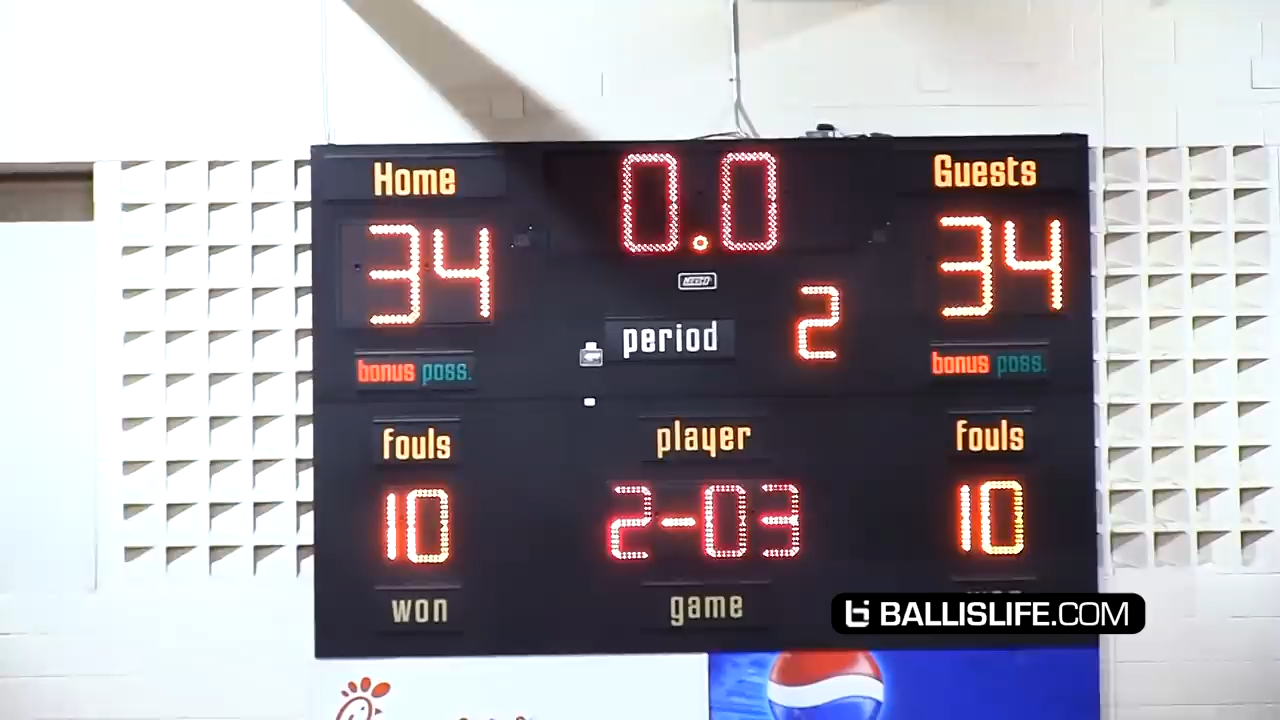 Home 0.0 Guests
34 34
period 2
bonus poss. bonus poss.
fouls player fouls
10 2-03 10
won game
BALLISLIFE.COM